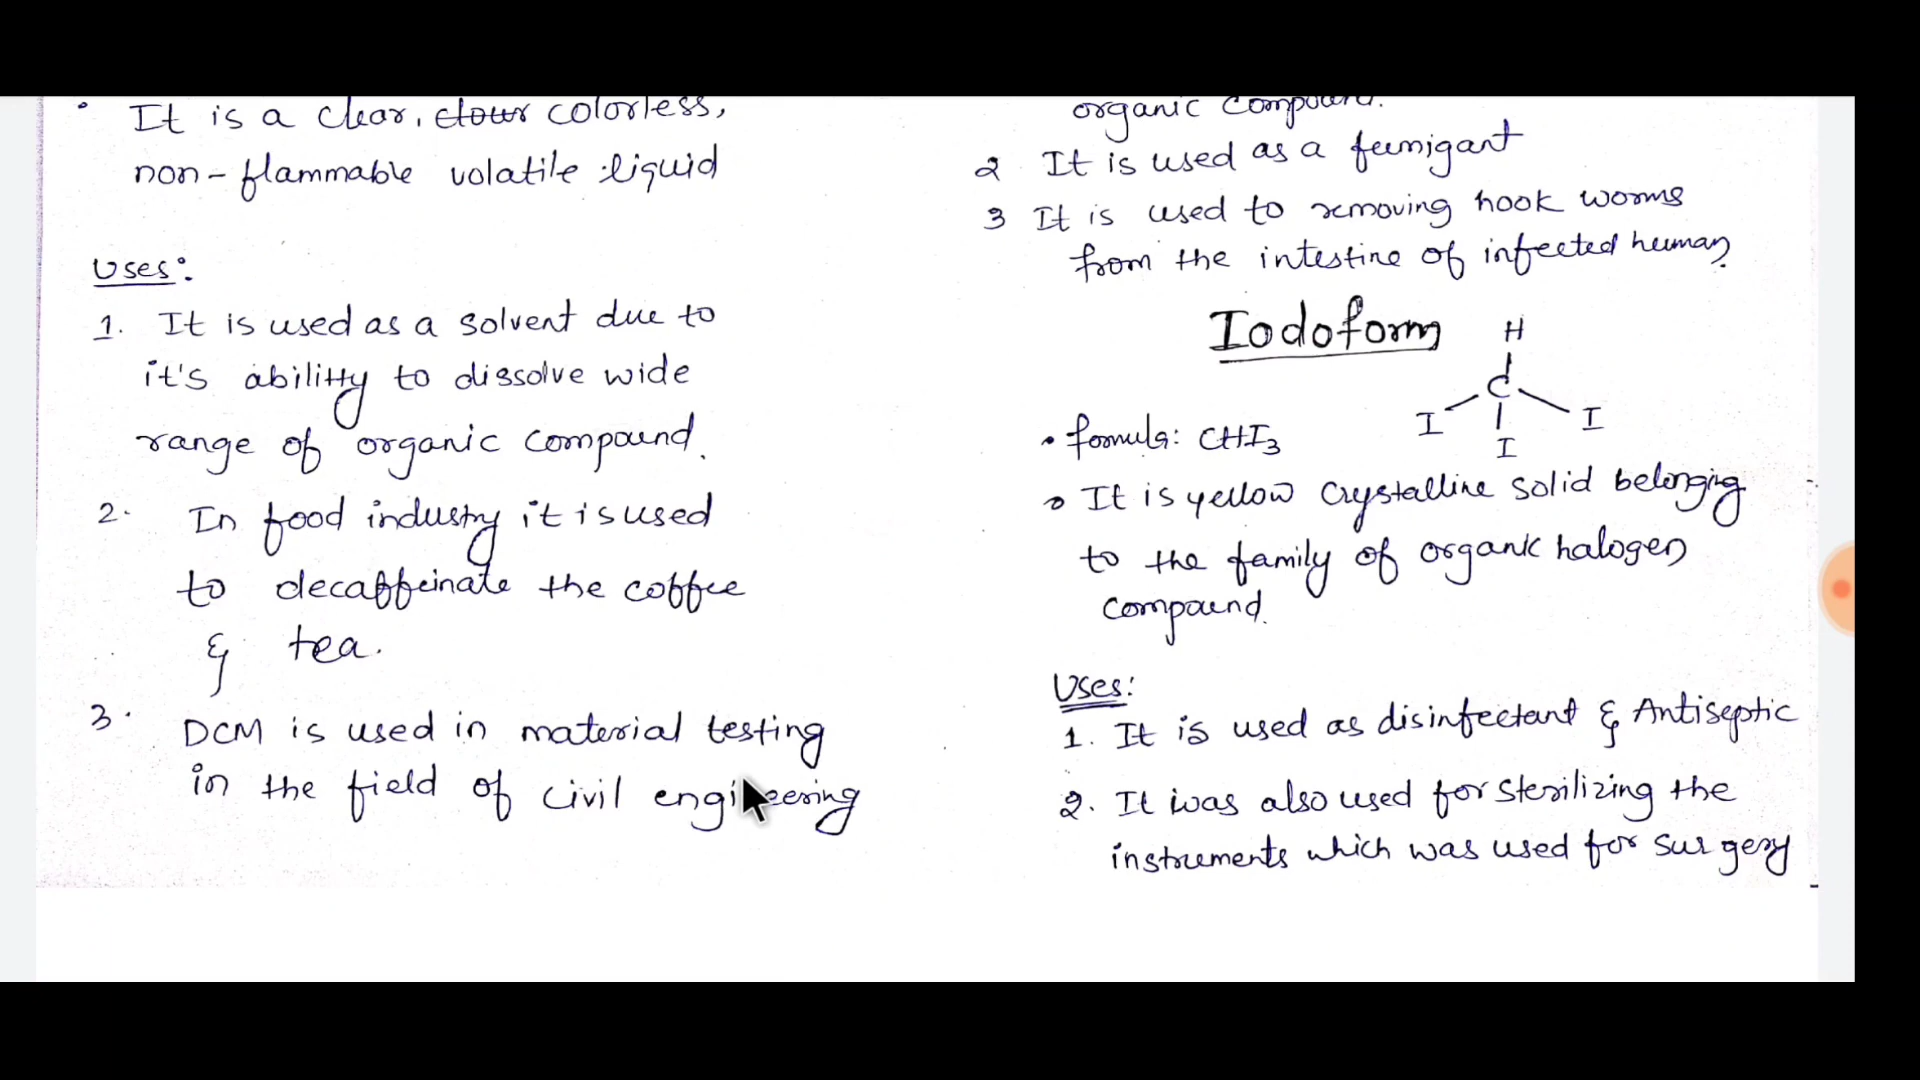 • It is a clear, clour colorless,
non-flammable volatile liquid
Uses:
1. It is used as a solvent due to
it's abilitty to dissolve wide
range of organic compound.
2. In food industry it is used
to decaffeinate the coffee
& tea.
3. DCM is used in material testing
in the field of civil engineering
organic compound.
2 It is used as a fumigant
3 It is used to removing hook worms
from the intestine of infected human.
Iodoform
H
C
I I
I
• formula: CHI3
• It is yellow crystalline solid belonging
to the family of organic halogen
compound.
Uses:
1. It is used as disinfectant & Antiseptic
2. It was also used for sterilizing the
instruments which was used for surgery